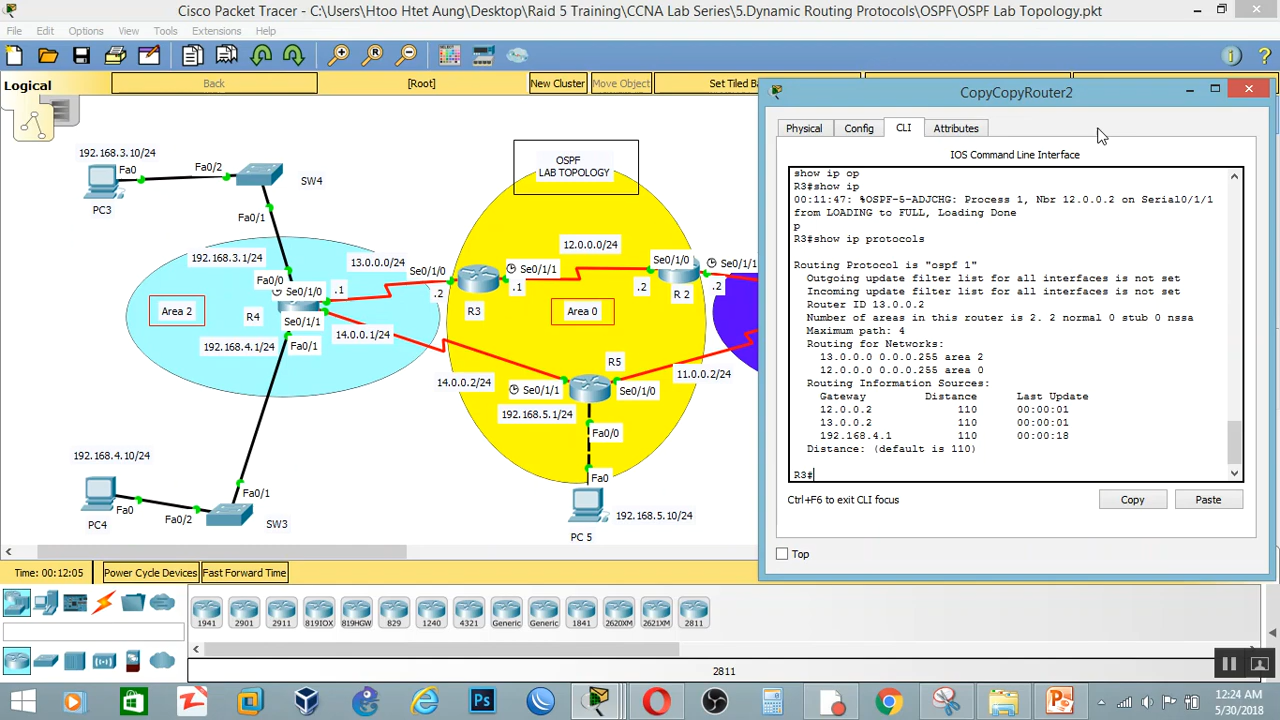 Cisco Packet Tracer - C:\Users\Htoo Htet Aung\Desktop\Raid 5 Training\CCNA Lab Series\5.Dynamic Routing Protocols\OSPF\OSPF Lab Topology.pkt
File Edit Options View Tools Extensions Help
Logical Back [Root] New Cluster Move Object Set Tiled Ba
192.168.3.10/24
Fa0
Fa0/2
PC3
SW4
Fa0/1
192.168.3.1/24
Fa0/0
Se0/1/0
.1
13.0.0.0/24
Se0/1/0
.2
Area 2
R4
Se0/1/1
14.0.0.1/24
192.168.4.1/24
Fa0/1
192.168.4.10/24
PC4
Fa0
Fa0/2
Fa0/1
SW3
OSPF
LAB TOPOLOGY
12.0.0.0/24
Se0/1/1
.1
R3
Se0/1/0
.2
R 2
Se0/1/1
.2
Area 0
R5
14.0.0.2/24
11.0.0.2/24
Se0/1/1
Se0/1/0
192.168.5.1/24
Fa0/0
Fa0
192.168.5.10/24
PC 5
CopyCopyRouter2
Physical Config CLI Attributes
IOS Command Line Interface
show ip op
R3#show ip
00:11:47: %OSPF-5-ADJCHG: Process 1, Nbr 12.0.0.2 on Serial0/1/1
from LOADING to FULL, Loading Done
p
R3#show ip protocols
Routing Protocol is "ospf 1"
Outgoing update filter list for all interfaces is not set
Incoming update filter list for all interfaces is not set
Router ID 13.0.0.2
Number of areas in this router is 2. 2 normal 0 stub 0 nssa
Maximum path: 4
Routing for Networks:
13.0.0.0 0.0.0.255 area 2
12.0.0.0 0.0.0.255 area 0
Routing Information Sources:
Gateway Distance Last Update
12.0.0.2 110 00:00:01
13.0.0.2 110 00:00:01
192.168.4.1 110 00:00:18
Distance: (default is 110)
R3#
Ctrl+F6 to exit CLI focus Copy Paste
Top
Time: 00:12:05 Power Cycle Devices Fast Forward Time
1941 2901 2911 819IOX 819HGW 829 1240 4321 Generic Generic 1841 2620XM 2621XM 2811
2811
12:24 AM
5/30/2018